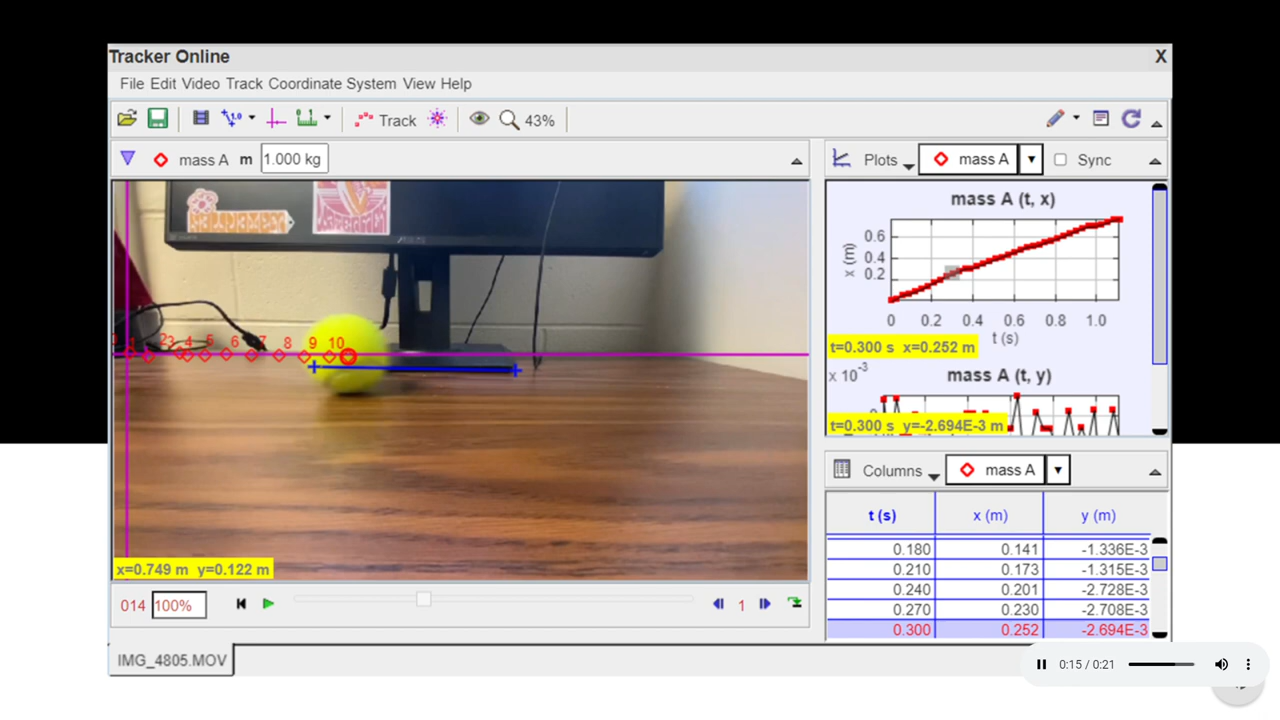 Tracker Online X
File Edit Video Track Coordinate System View Help
Track 43%
mass A m 1.000 kg
Plots mass A Sync
mass A (t, x)
x (m)
0.6
0.4
0.2
0 0.2 0.4 0.6 0.8 1.0
t (s)
t=0.300 s x=0.252 m
x 10-3 mass A (t, y)
t=0.300 s y=-2.694E-3 m
1 2 3 4 5 6 7 8 9 10
x=0.749 m y=0.122 m
Columns mass A
t (s) x (m) y (m)
0.180 0.141 -1.336E-3
0.210 0.173 -1.315E-3
0.240 0.201 -2.728E-3
0.270 0.230 -2.708E-3
0.300 0.252 -2.694E-3
014 100% 1
IMG_4805.MOV
0:15 / 0:21